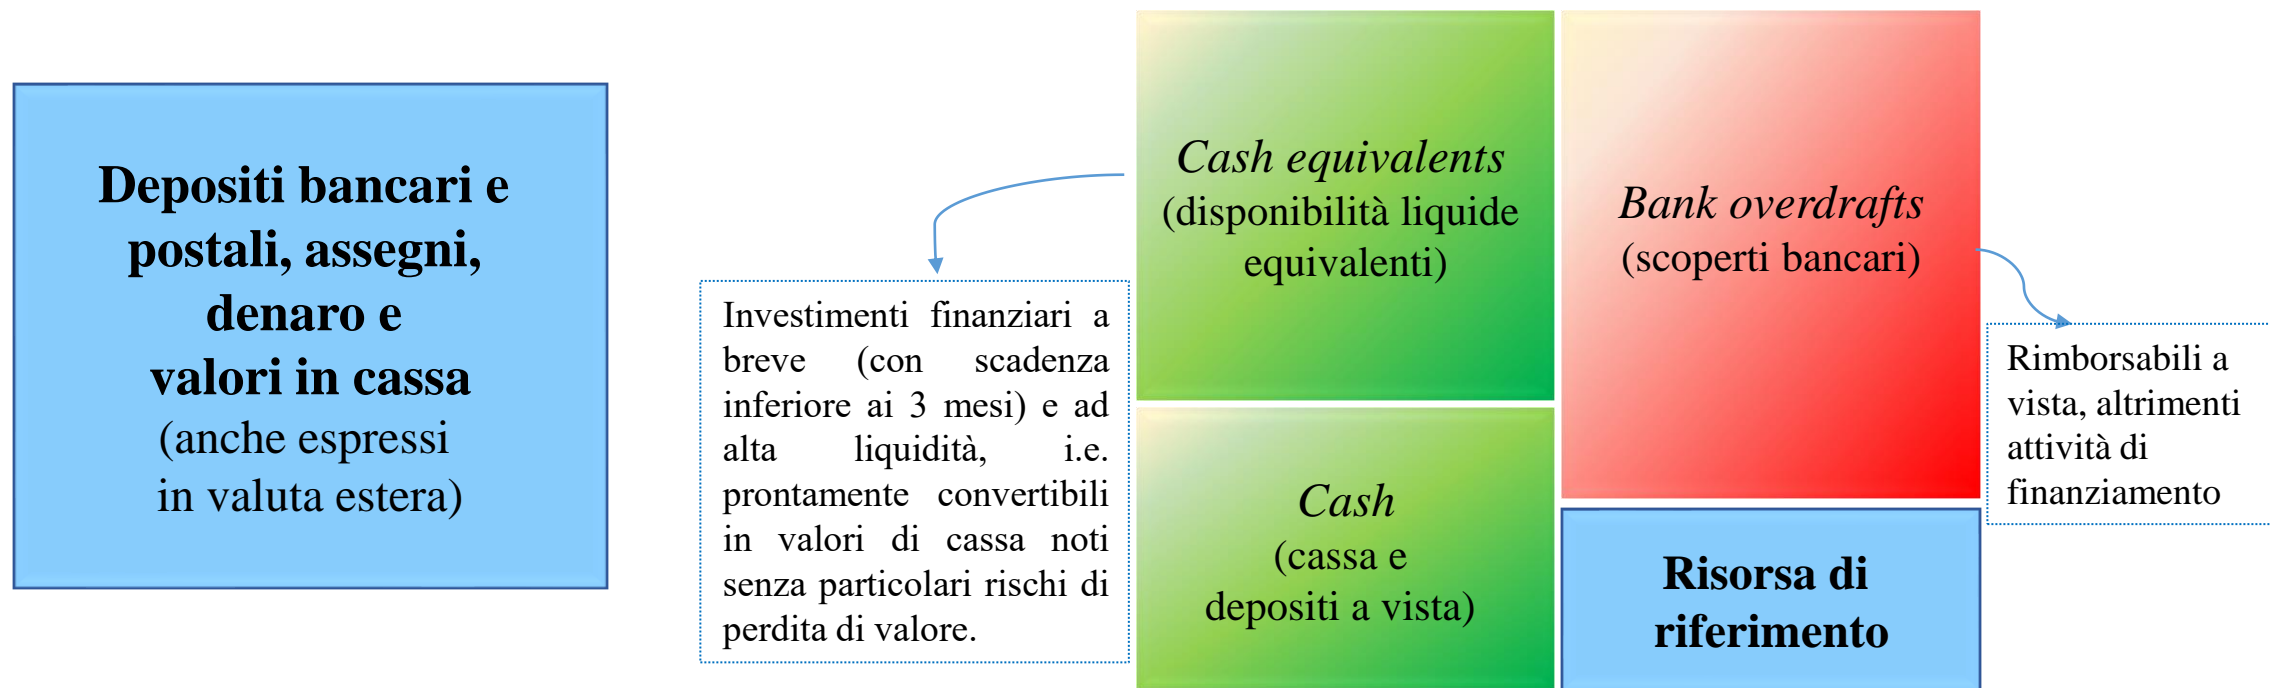 Depositi bancari e
postali, assegni,
denaro e
valori in cassa
(anche espressi
in valuta estera)
Investimenti finanziari a
breve (con scadenza
inferiore ai 3 mesi) e ad
alta liquidità, i.e.
prontamente convertibili
in valori di cassa noti
senza particolari rischi di
perdita di valore.
Cash equivalents
(disponibilità liquide
equivalenti)
Cash
(cassa e
depositi a vista)
Bank overdrafts
(scoperti bancari)
Risorsa di
riferimento
Rimborsabili a
vista, altrimenti
attività di
finanziamento